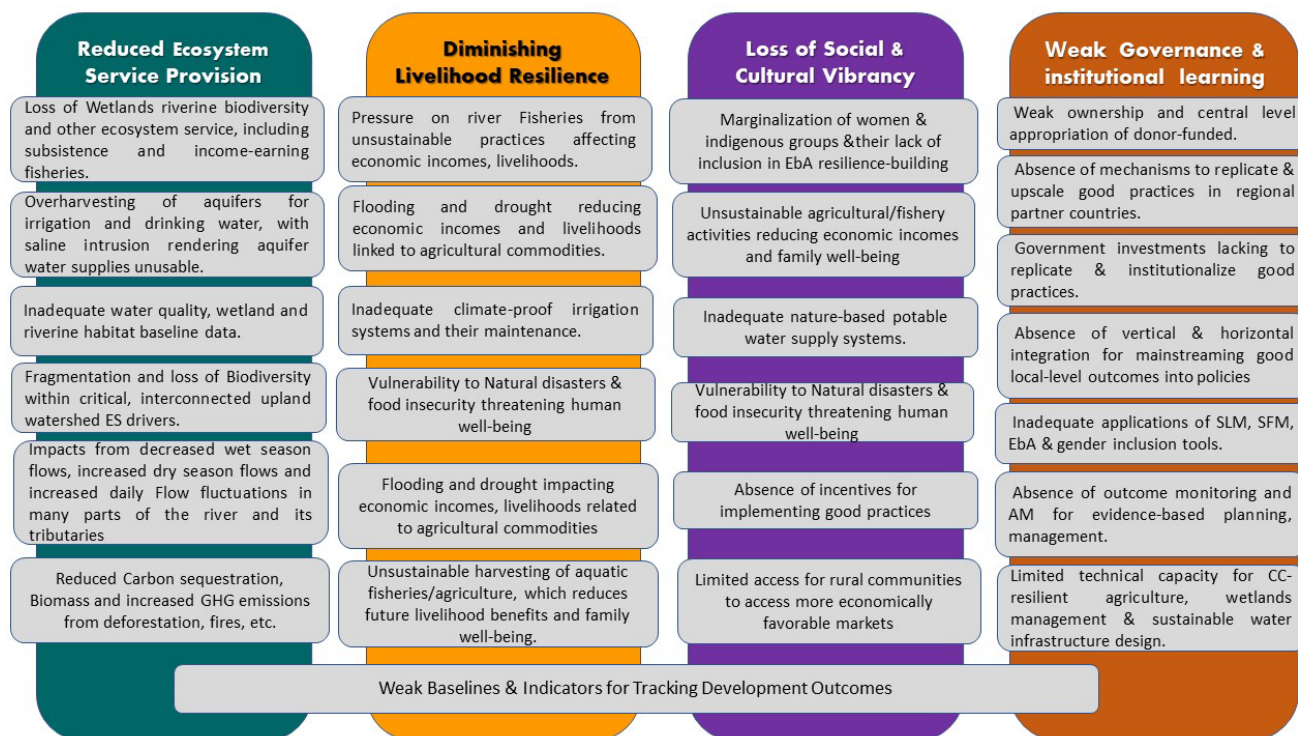 Reduced Ecosystem
Service Provision
Loss of Wetlands riverine biodiversity
and other ecosystem service, including
subsistence and income-earning
fisheries.
Overharvesting of aquifers for
irrigation and drinking water, with
saline intrusion rendering aquifer
water supplies unusable.
Inadequate water quality, wetland and
riverine habitat baseline data.
Fragmentation and loss of Biodiversity
within critical, interconnected upland
watershed ES drivers.
Impacts from decreased wet season
flows, increased dry season flows and
increased daily Flow fluctuations in
many parts of the river and its
tributaries
Reduced Carbon sequestration,
Biomass and increased GHG emissions
from deforestation, fires, etc.
Diminishing
Livelihood Resilience
Pressure on river Fisheries from
unsustainable practices affecting
economic incomes, livelihoods.
Flooding and drought reducing
economic incomes and livelihoods
linked to agricultural commodities.
Inadequate climate-proof irrigation
systems and their maintenance.
Vulnerability to Natural disasters &
food insecurity threatening human
well-being
Flooding and drought impacting
economic incomes, livelihoods related
to agricultural commodities
Unsustainable harvesting of aquatic
fisheries/agriculture, which reduces
future livelihood benefits and family
well-being.
Loss of Social &
Cultural Vibrancy
Marginalization of women &
indigenous groups &their lack of
inclusion in EbA resilience-building
Unsustainable agricultural/fishery
activities reducing economic incomes
and family well-being
Inadequate nature-based potable
water supply systems.
Vulnerability to Natural disasters &
food insecurity threatening human
well-being
Absence of incentives for
implementing good practices
Limited access for rural communities
to access more economically
favorable markets
Weak Governance &
institutional learning
Weak ownership and central level
appropriation of donor-funded.
Absence of mechanisms to replicate &
upscale good practices in regional
partner countries.
Government investments lacking to
replicate & institutionalize good
practices.
Absence of vertical & horizontal
integration for mainstreaming good
local-level outcomes into policies
Inadequate applications of SLM, SFM,
EbA & gender inclusion tools.
Absence of outcome monitoring and
AM for evidence-based planning,
management.
Limited technical capacity for CC-
resilient agriculture, wetlands
management & sustainable water
infrastructure design.
Weak Baselines & Indicators for Tracking Development Outcomes